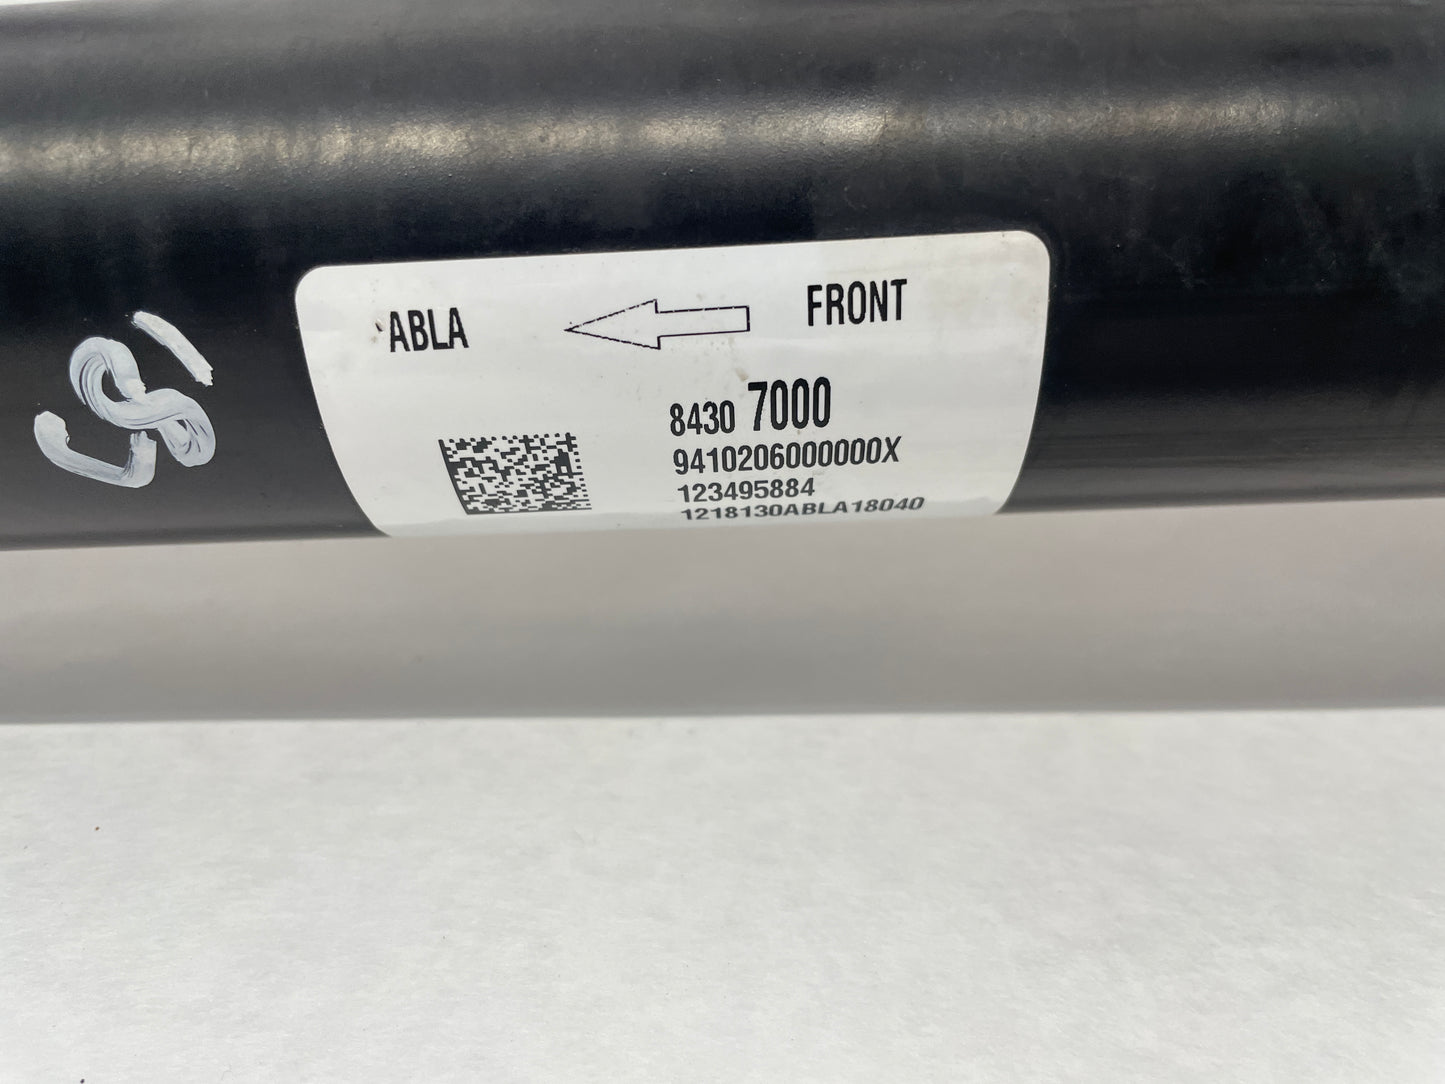 ABLA FRONT
8430 7000
9410206000000X
123495884
1218130ABLA18040